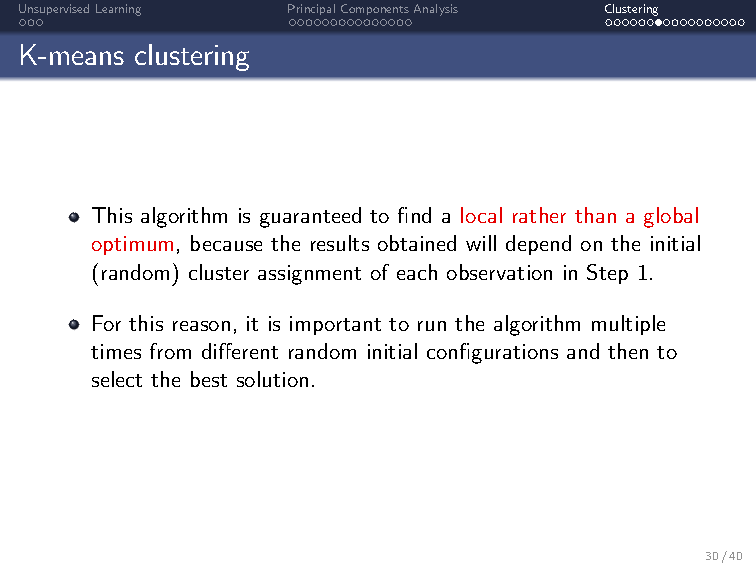 Unsupervised Learning
Principal Components Analysis
Clustering
K-means clustering
This algorithm is guaranteed to find a local rather than a global
optimum, because the results obtained will depend on the initial
(random) cluster assignment of each observation in Step 1.
For this reason, it is important to run the algorithm multiple
times from different random initial configurations and then to
select the best solution.
30 / 40